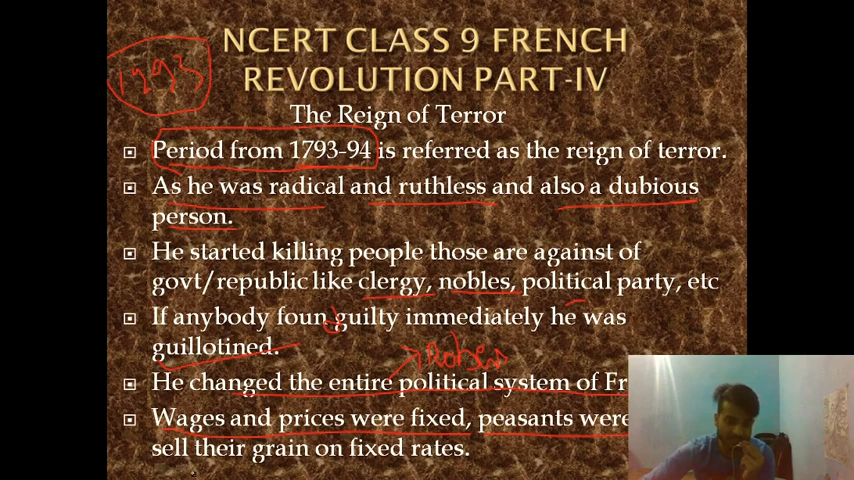 NCERT CLASS 9 FRENCH
REVOLUTION PART-IV
1793
The Reign of Terror
Period from 1793-94 is referred as the reign of terror.
As he was radical and ruthless and also a dubious
person.
He started killing people those are against of
govt/republic like clergy, nobles, political party, etc
If anybody foun guilty immediately he was
guillotined.
He changed the entire political system of Fr
Wages and prices were fixed, peasants were
sell their grain on fixed rates.